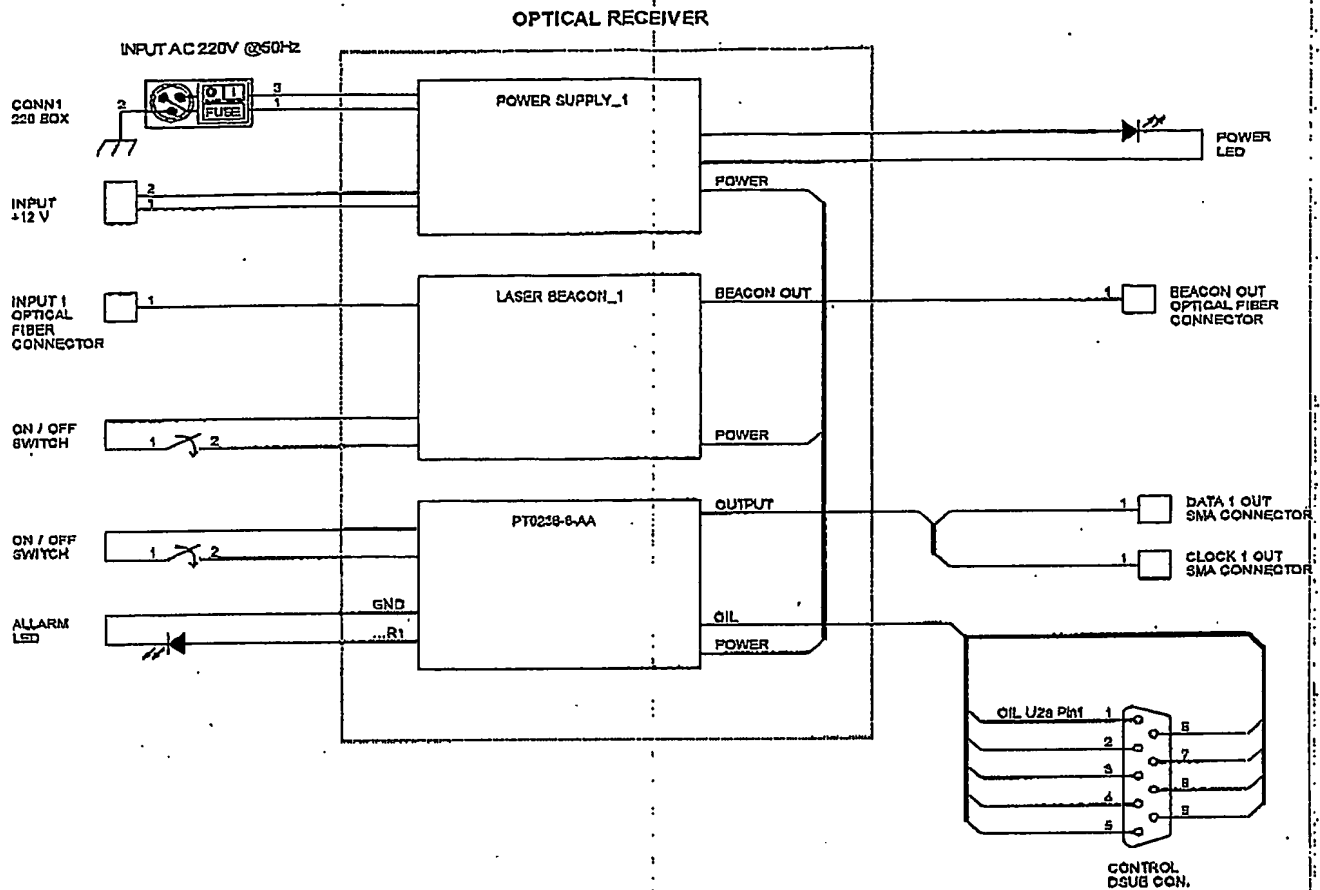 OPTICAL RECEIVER
INPUT AC 220V @50Hz
CONN1
220 BOX
2
0 1
FUSE
3
1
POWER SUPPLY_1
POWER
LED
INPUT
+12 V
2
1
POWER
INPUT 1
OPTICAL
FIBER
CONNECTOR
1
LASER BEACON_1
BEACON OUT
1
BEACON OUT
OPTICAL FIBER
CONNECTOR
ON / OFF
SWITCH
1
2
POWER
PT0236-6-AA
OUTPUT
1
DATA 1 OUT
SMA CONNECTOR
ON / OFF
SWITCH
1
2
1
CLOCK 1 OUT
SMA CONNECTOR
ALLARM
LED
GND
...R1
OIL
POWER
OIL U2a Pin1
1
2
3
4
5
6
7
8
9
CONTROL
DSUB CON.